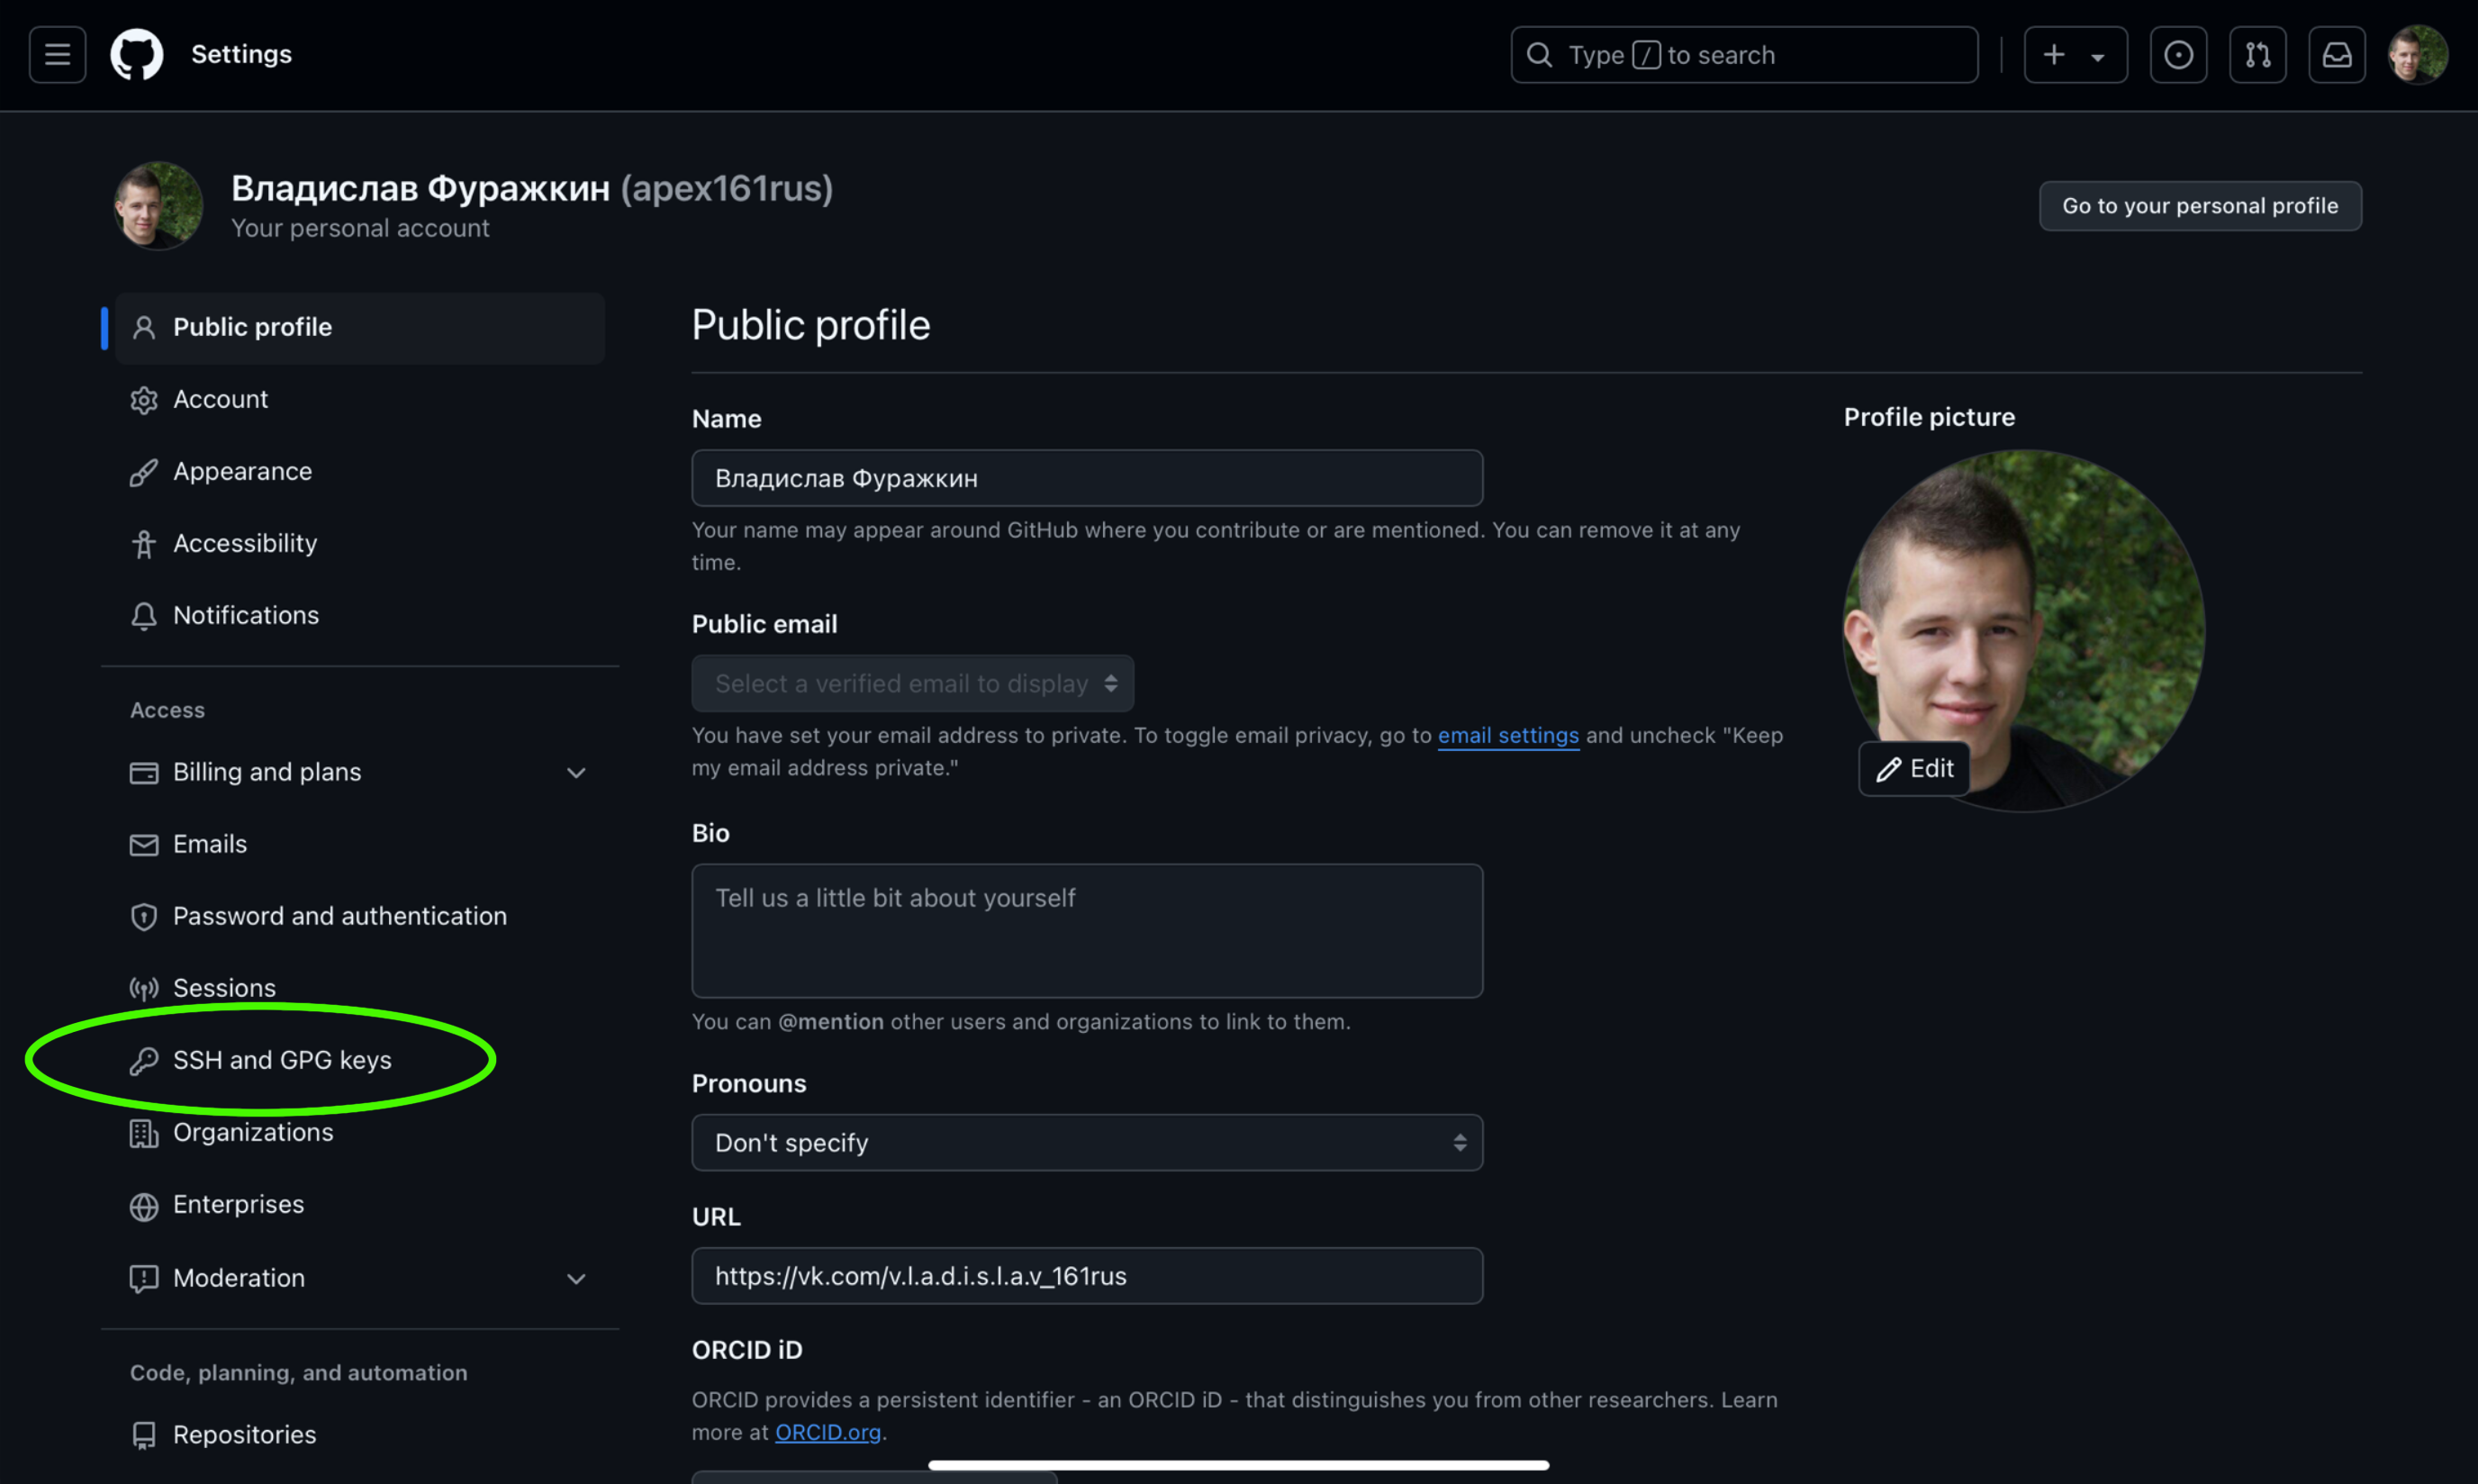 Settings
Type / to search
Владислав Фуражкин (apex161rus)
Your personal account
Go to your personal profile
Public profile
Account
Appearance
Accessibility
Notifications
Access
Billing and plans
Emails
Password and authentication
Sessions
SSH and GPG keys
Organizations
Enterprises
Moderation
Code, planning, and automation
Repositories
Public profile
Name
Владислав Фуражкин
Your name may appear around GitHub where you contribute or are mentioned. You can remove it at any
time.
Public email
Select a verified email to display
You have set your email address to private. To toggle email privacy, go to email settings and uncheck "Keep
my email address private."
Bio
Tell us a little bit about yourself
You can @mention other users and organizations to link to them.
Pronouns
Don't specify
URL
https://vk.com/v.l.a.d.i.s.l.a.v_161rus
ORCID iD
ORCID provides a persistent identifier - an ORCID iD - that distinguishes you from other researchers. Learn
more at ORCID.org.
Profile picture
Edit